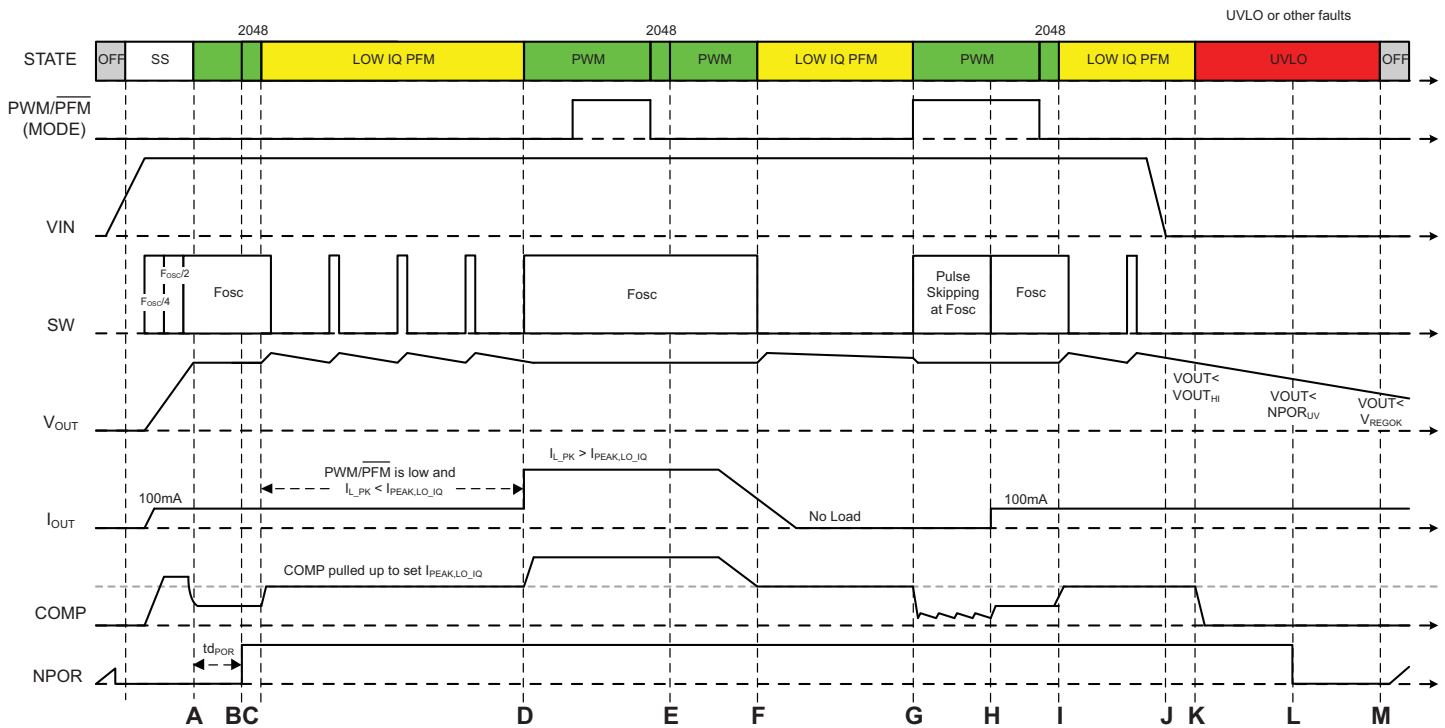 UVLO or other faults
2048 2048 2048
STATE OFF SS LOW IQ PFM PWM PWM LOW IQ PFM PWM LOW IQ PFM UVLO OFF
PWM/PFM
(MODE)
VIN
FOSC/4
FOSC/2
Fosc
Fosc
Pulse
Skipping
at Fosc
Fosc
SW
VOUT
VOUT<
VOUTHI
VOUT<
NPORUV
VOUT<
VREGOK
IOUT
100mA
PWM/PFM is low and
IL_PK < IPEAK,LO_IQ
IL_PK > IPEAK,LO_IQ
No Load
100mA
COMP
COMP pulled up to set IPEAK,LO_IQ
NPOR
tdPOR
A B C D E F G H I J K L M